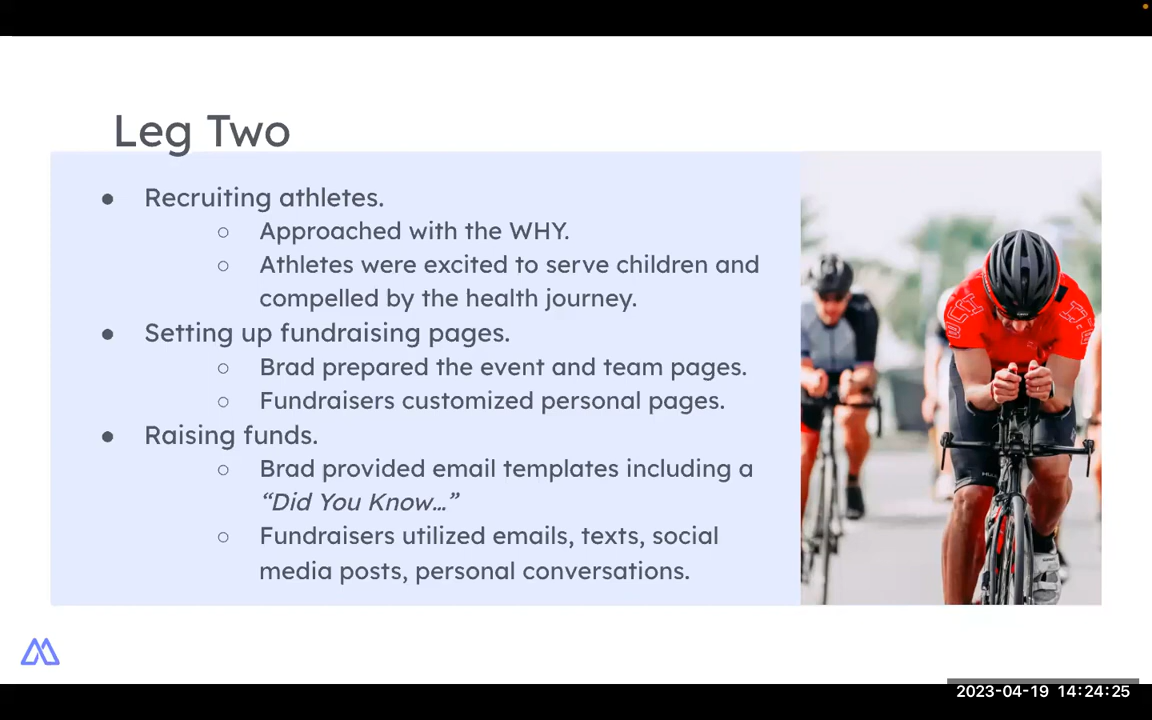 Leg Two
● Recruiting athletes.
○ Approached with the WHY.
○ Athletes were excited to serve children and
compelled by the health journey.
● Setting up fundraising pages.
○ Brad prepared the event and team pages.
○ Fundraisers customized personal pages.
● Raising funds.
○ Brad provided email templates including a
“Did You Know…”
○ Fundraisers utilized emails, texts, social
media posts, personal conversations.
2023-04-19 14:24:25